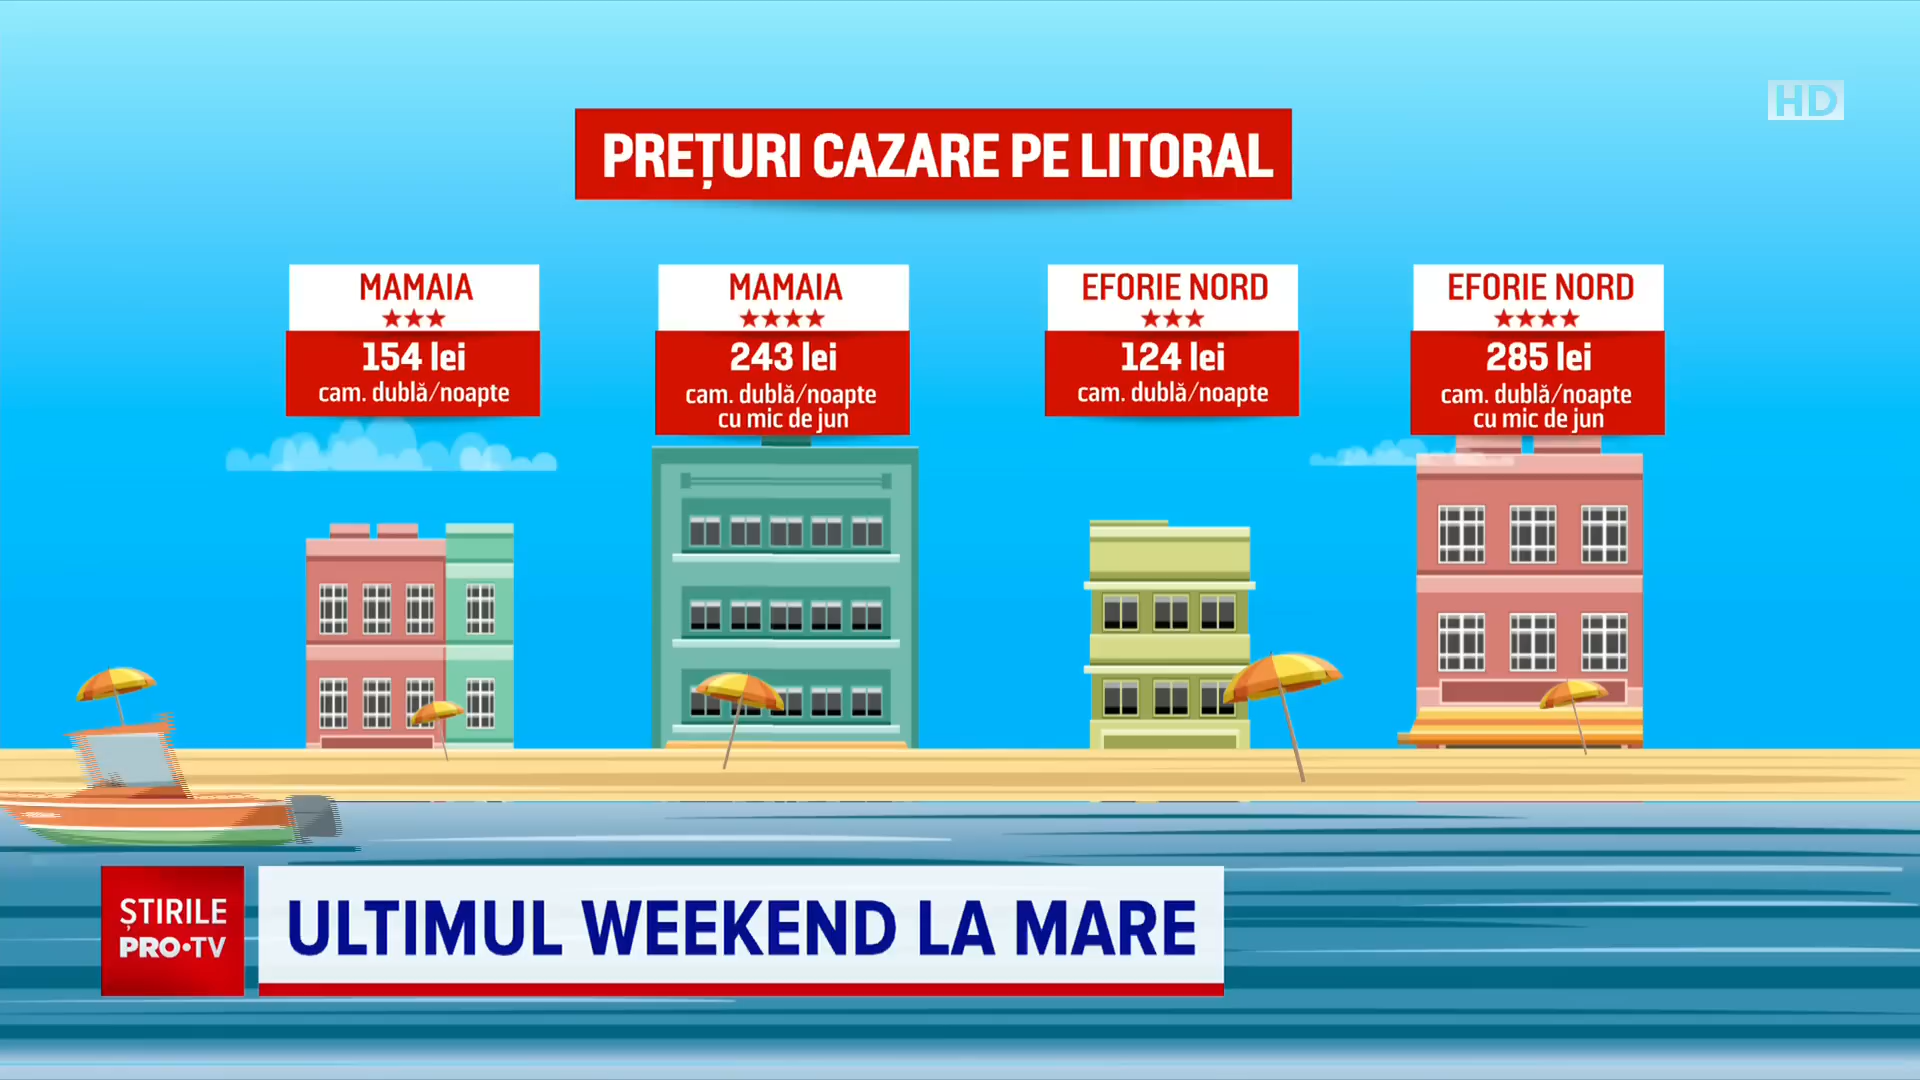 HD
PREȚURI CAZARE PE LITORAL
MAMAIA
★★★
154 lei
cam. dublă/noapte
MAMAIA
★★★★
243 lei
cam. dublă/noapte
cu mic de jun
EFORIE NORD
★★★
124 lei
cam. dublă/noapte
EFORIE NORD
★★★★
285 lei
cam. dublă/noapte
cu mic de jun
ȘTIRILE
PRO•TV
ULTIMUL WEEKEND LA MARE